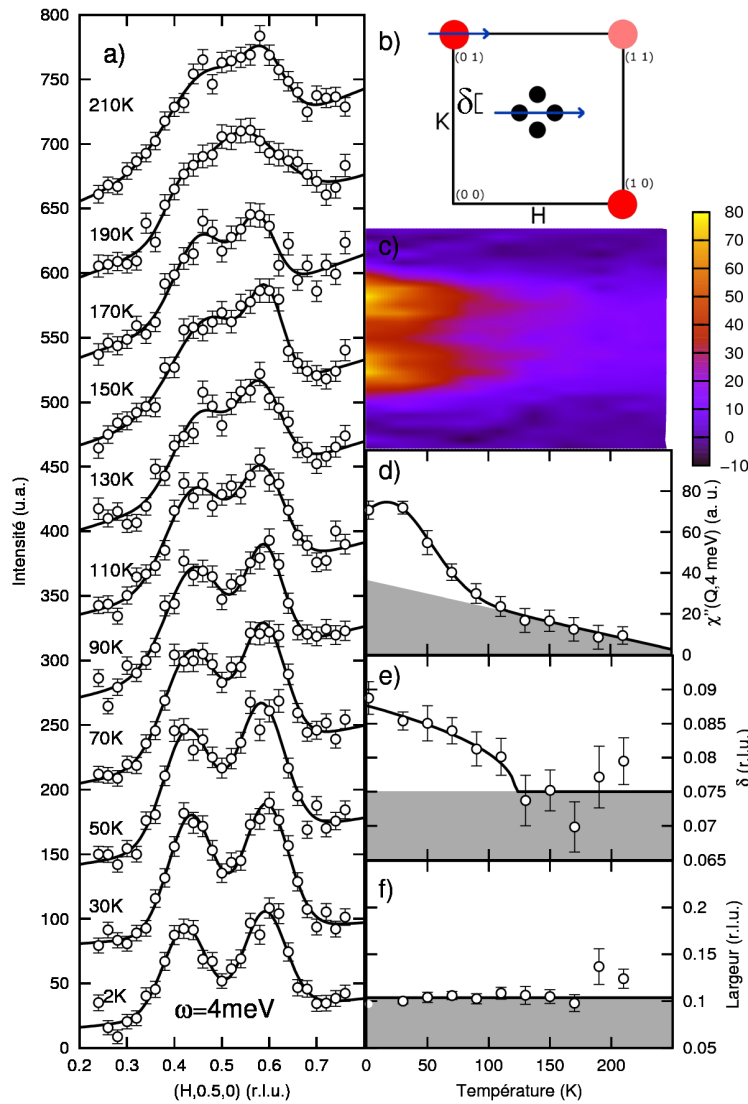 a)
Intensité (u.a.)
800
750
700
650
600
550
500
450
400
350
300
250
200
150
100
50
0
210K
190K
170K
150K
130K
110K
90K
70K
50K
30K
2K
ω=4meV
0.2
0.3
0.4
0.5
0.6
0.7
(H,0.5,0) (r.l.u.)
b)
(0 1)
(1 1)
δ
K
(0 0)
(1 0)
H
c)
80
70
60
50
40
30
20
10
0
−10
d)
80
60
40
20
0
χ''(Q,4 meV) (a. u.)
e)
0.09
0.085
0.08
0.075
0.07
0.065
δ (r.l.u.)
f)
0.2
0.15
0.1
0.05
Largeur (r.l.u.)
0
50
100
150
200
Température (K)